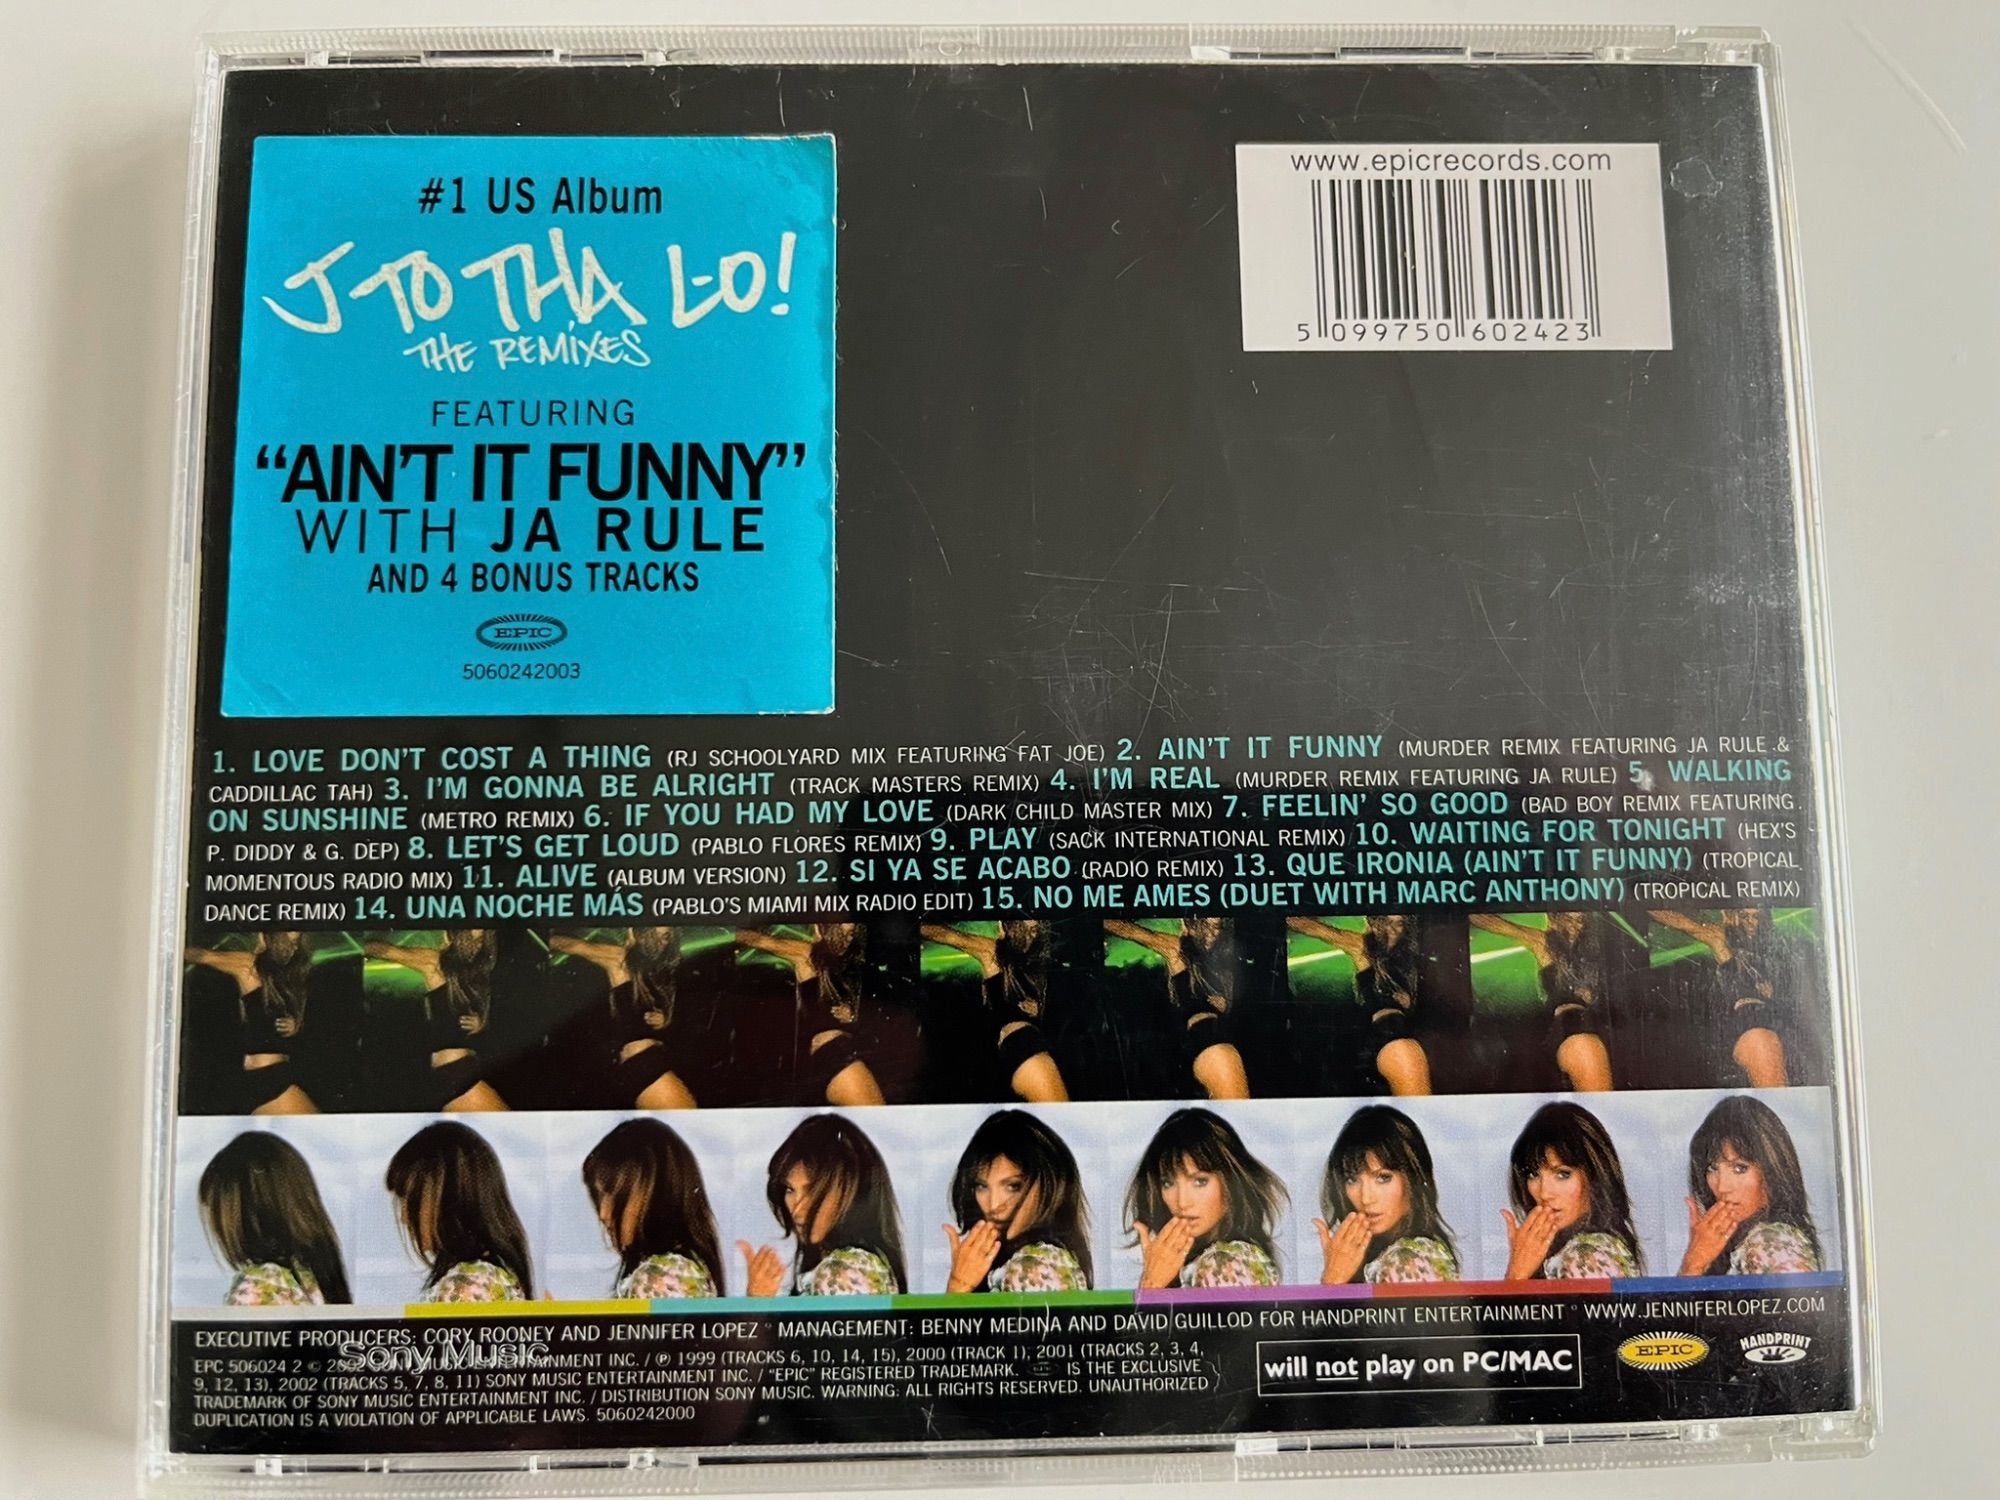 #1 US Album
J TO THA L-O!
THE REMIXES
FEATURING
"AIN'T IT FUNNY"
WITH JA RULE
AND 4 BONUS TRACKS
EPIC
5060242003
www.epicrecords.com
5 099750 602423
1. LOVE DON'T COST A THING (RJ SCHOOLYARD MIX FEATURING FAT JOE) 2. AIN'T IT FUNNY (MURDER REMIX FEATURING JA RULE &
CADDILLAC TAH) 3. I'M GONNA BE ALRIGHT (TRACK MASTERS REMIX) 4. I'M REAL (MURDER REMIX FEATURING JA RULE) 5. WALKING
ON SUNSHINE (METRO REMIX) 6. IF YOU HAD MY LOVE (DARK CHILD MASTER MIX) 7. FEELIN' SO GOOD (BAD BOY REMIX FEATURING
P. DIDDY & G. DEP) 8. LET'S GET LOUD (PABLO FLORES REMIX) 9. PLAY (SACK INTERNATIONAL REMIX) 10. WAITING FOR TONIGHT (HEX'S
MOMENTOUS RADIO MIX) 11. ALIVE (ALBUM VERSION) 12. SI YA SE ACABO (RADIO REMIX) 13. QUE IRONIA (AIN'T IT FUNNY) (TROPICAL
DANCE REMIX) 14. UNA NOCHE MÁS (PABLO'S MIAMI MIX RADIO EDIT) 15. NO ME AMES (DUET WITH MARC ANTHONY) (TROPICAL REMIX)
EXECUTIVE PRODUCERS: CORY ROONEY AND JENNIFER LOPEZ ° MANAGEMENT: BENNY MEDINA AND DAVID GUILLOD FOR HANDPRINT ENTERTAINMENT ° WWW.JENNIFERLOPEZ.COM
Sony Music
EPC 506024 2 © 2002 SONY MUSIC ENTERTAINMENT INC. / ℗ 1999 (TRACKS 6, 10, 14, 15), 2000 (TRACK 1), 2001 (TRACKS 2, 3, 4,
9, 12, 13), 2002 (TRACKS 5, 7, 8, 11) SONY MUSIC ENTERTAINMENT INC. / "EPIC" REGISTERED TRADEMARK. EPIC IS THE EXCLUSIVE
TRADEMARK OF SONY MUSIC ENTERTAINMENT INC. / DISTRIBUTION SONY MUSIC. WARNING: ALL RIGHTS RESERVED. UNAUTHORIZED
DUPLICATION IS A VIOLATION OF APPLICABLE LAWS. 5060242000
will not play on PC/MAC
EPIC
HANDPRINT